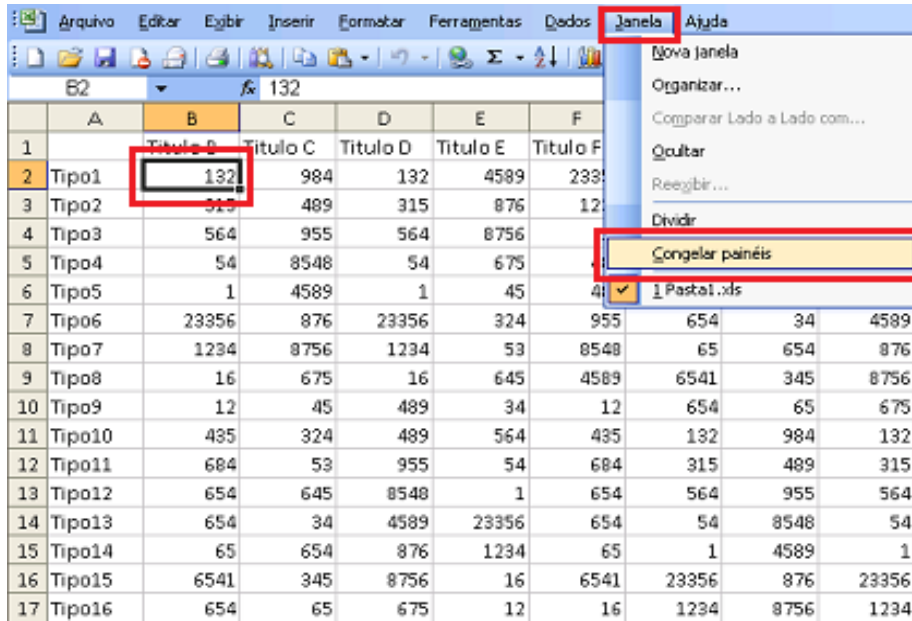 Arquivo Editar Exibir Inserir Formatar Ferramentas Dados Janela Ajuda
Nova janela
Organizar...
Comparar Lado a Lado com...
Ocultar
Reexibir...
Dividir
Congelar painéis
1 Pasta1.xls
B2 fx 132
A B C D E F
1 Titulo B Titulo C Titulo D Titulo E Titulo F
2 Tipo1 132 984 132 4589 233
3 Tipo2 315 489 315 876 12
4 Tipo3 564 955 564 8756
5 Tipo4 54 8548 54 675
6 Tipo5 1 4589 1 45 4
7 Tipo6 23356 876 23356 324 955 654 34 4589
8 Tipo7 1234 8756 1234 53 8548 65 654 876
9 Tipo8 16 675 16 645 4589 6541 345 8756
10 Tipo9 12 45 489 34 12 654 65 675
11 Tipo10 435 324 489 564 435 132 984 132
12 Tipo11 684 53 955 54 684 315 489 315
13 Tipo12 654 645 8548 1 654 564 955 564
14 Tipo13 654 34 4589 23356 654 54 8548 54
15 Tipo14 65 654 876 1234 65 1 4589 1
16 Tipo15 6541 345 8756 16 6541 23356 876 23356
17 Tipo16 654 65 675 12 16 1234 8756 1234